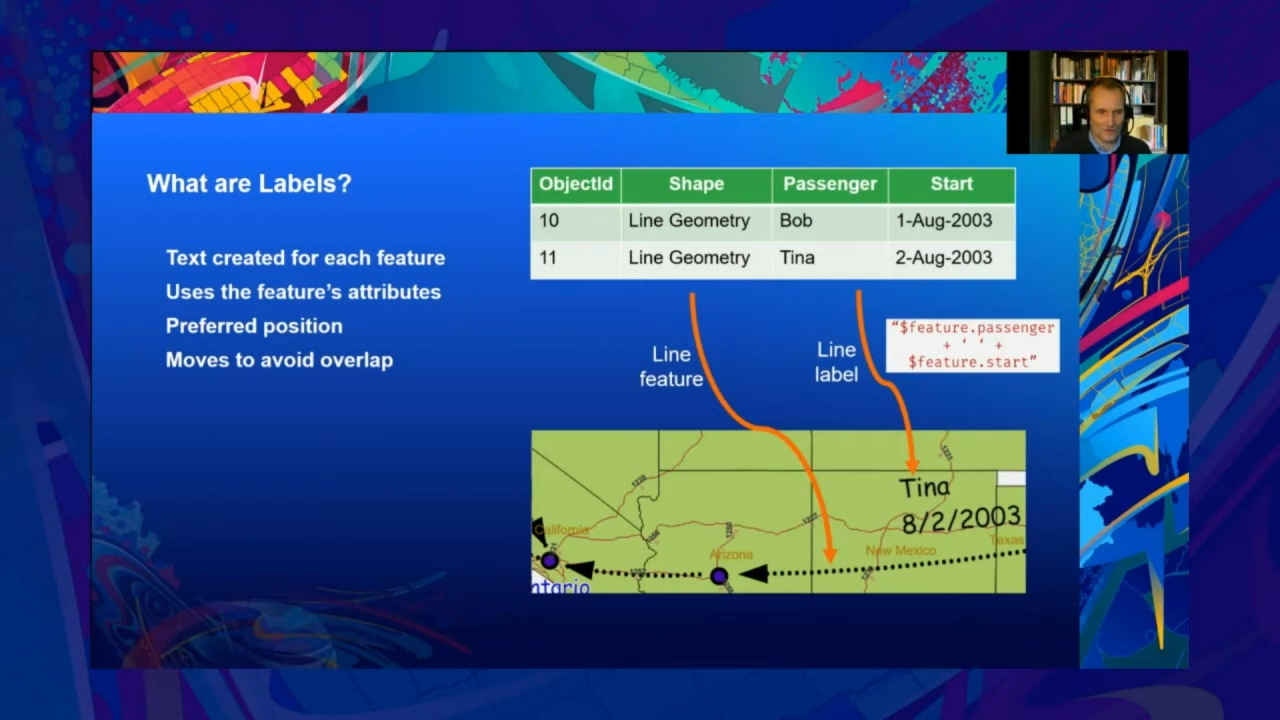 What are Labels?
Text created for each feature
Uses the feature's attributes
Preferred position
Moves to avoid overlap
ObjectId Shape Passenger Start
10 Line Geometry Bob 1-Aug-2003
11 Line Geometry Tina 2-Aug-2003
Line
feature
Line
label
"$feature.passenger
+ ' ' +
$feature.start"
Tina
8/2/2003
California
Arizona
New Mexico
Texas
ntario